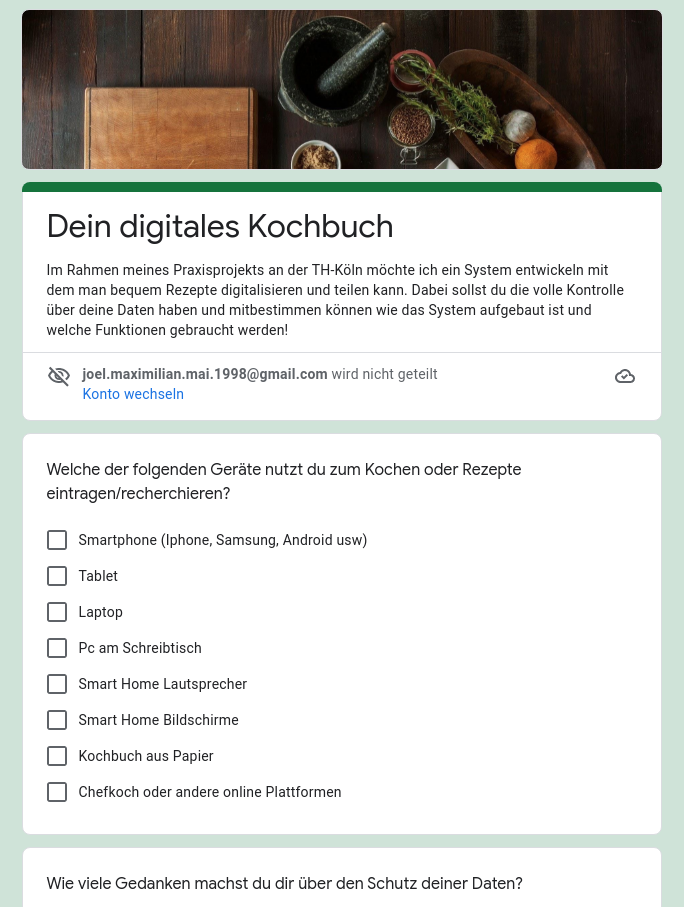 Dein digitales Kochbuch
Im Rahmen meines Praxisprojekts an der TH-Köln möchte ich ein System entwickeln mit
dem man bequem Rezepte digitalisieren und teilen kann. Dabei sollst du die volle Kontrolle
über deine Daten haben und mitbestimmen können wie das System aufgebaut ist und
welche Funktionen gebraucht werden!
joel.maximilian.mai.1998@gmail.com wird nicht geteilt
Konto wechseln
Welche der folgenden Geräte nutzt du zum Kochen oder Rezepte
eintragen/recherchieren?
Smartphone (Iphone, Samsung, Android usw)
Tablet
Laptop
Pc am Schreibtisch
Smart Home Lautsprecher
Smart Home Bildschirme
Kochbuch aus Papier
Chefkoch oder andere online Plattformen
Wie viele Gedanken machst du dir über den Schutz deiner Daten?